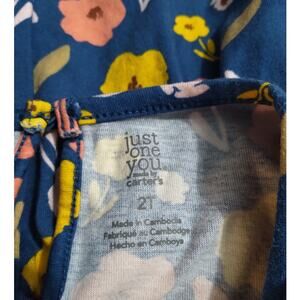 just
one
you
made by
carter's
2T
Made in Cambodia
Fabriqué au Cambodge
Hecho en Camboya